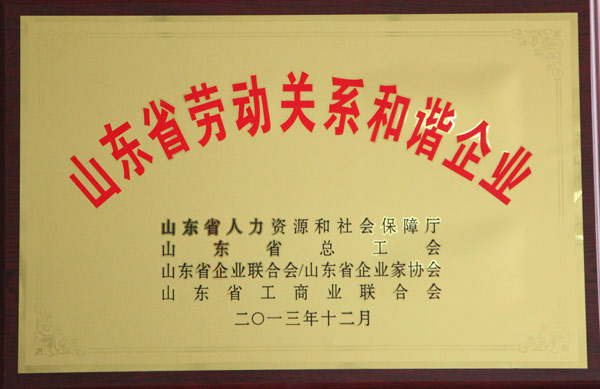 山东省劳动关系和谐企业
山东省人力资源和社会保障厅
山东省总工会
山东省企业联合会/山东省企业家协会
山东省工商业联合会
二〇一三年十二月